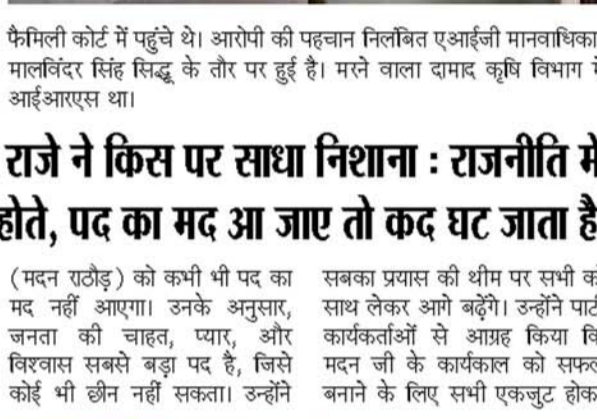 फैमिली कोर्ट में पहुंचे थे। आरोपी की पहचान निलंबित एआईजी मानवाधिका
मालविंदर सिंह सिद्धू के तौर पर हुई है। मरने वाला दामाद कृषि विभाग
आईआरएस था।
राजे ने किस पर साधा निशाना : राजनीति में
होते, पद का मद आ जाए तो कद घट जाता है
(मदन राठौड़) को कभी भी पद का
मद नहीं आएगा। उनके अनुसार,
जनता की चाहत, प्यार, और
विश्वास सबसे बड़ा पद है, जिसे
कोई भी छीन नहीं सकता। उन्होंने
सबका प्रयास की थीम पर सभी को
साथ लेकर आगे बढ़ेंगे। उन्होंने
कार्यकर्ताओं से आग्रह किया
मदन जी के कार्यकाल को
बनाने के लिए सभी एकजुट